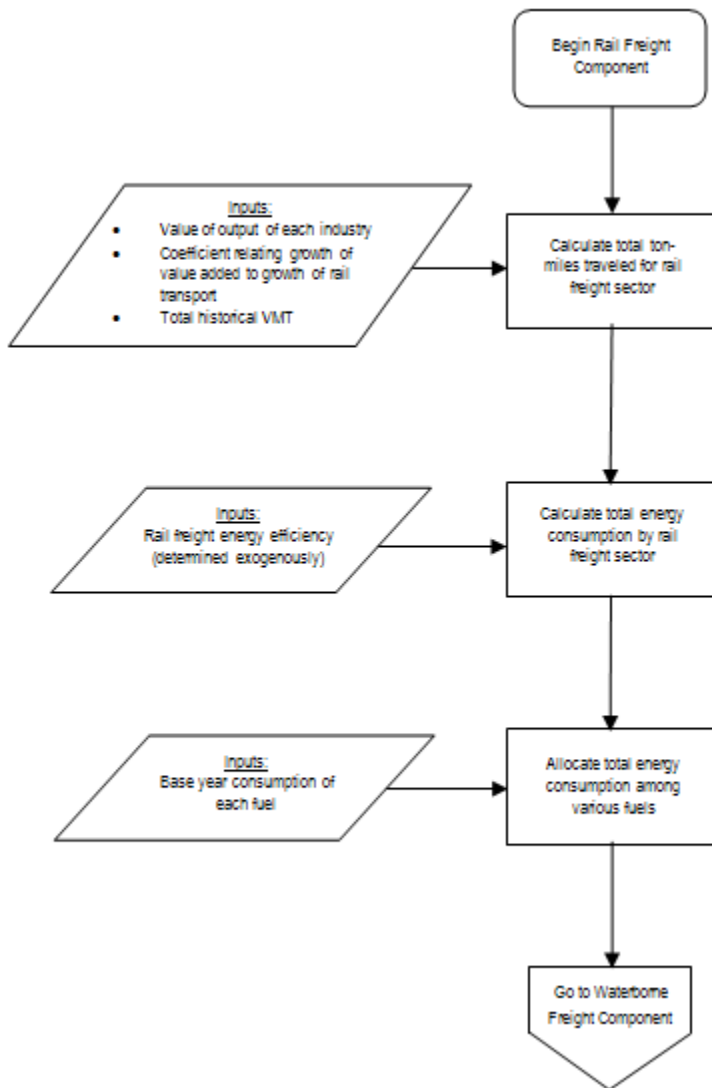 Begin Rail Freight
Component
Inputs:
• Value of output of each industry
• Coefficient relating growth of
value added to growth of rail
transport
• Total historical VMT
Calculate total ton-
miles traveled for rail
freight sector
Inputs:
Rail freight energy efficiency
(determined exogenously)
Calculate total energy
consumption by rail
freight sector
Inputs:
Base year consumption of
each fuel
Allocate total energy
consumption among
various fuels
Go to Waterborne
Freight Component